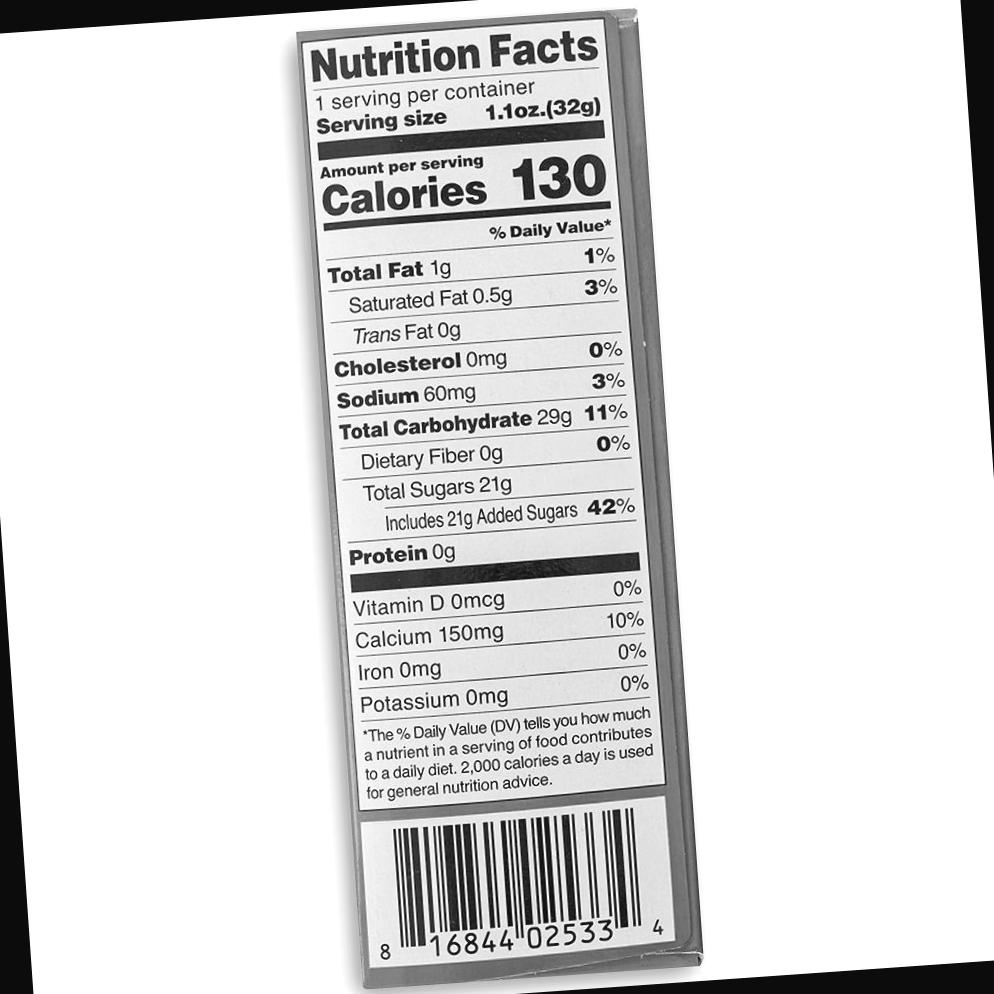 Nutrition Facts
1 serving per container
Serving size 1.1oz.(32g)
Amount per serving
Calories 130
% Daily Value*
Total Fat 1g 1%
Saturated Fat 0.5g 3%
Trans Fat 0g
Cholesterol 0mg 0%
Sodium 60mg 3%
Total Carbohydrate 29g 11%
Dietary Fiber 0g 0%
Total Sugars 21g
Includes 21g Added Sugars 42%
Protein 0g
Vitamin D 0mcg 0%
Calcium 150mg 10%
Iron 0mg 0%
Potassium 0mg 0%
*The % Daily Value (DV) tells you how much
a nutrient in a serving of food contributes
to a daily diet. 2,000 calories a day is used
for general nutrition advice.
8 16844 02533 4